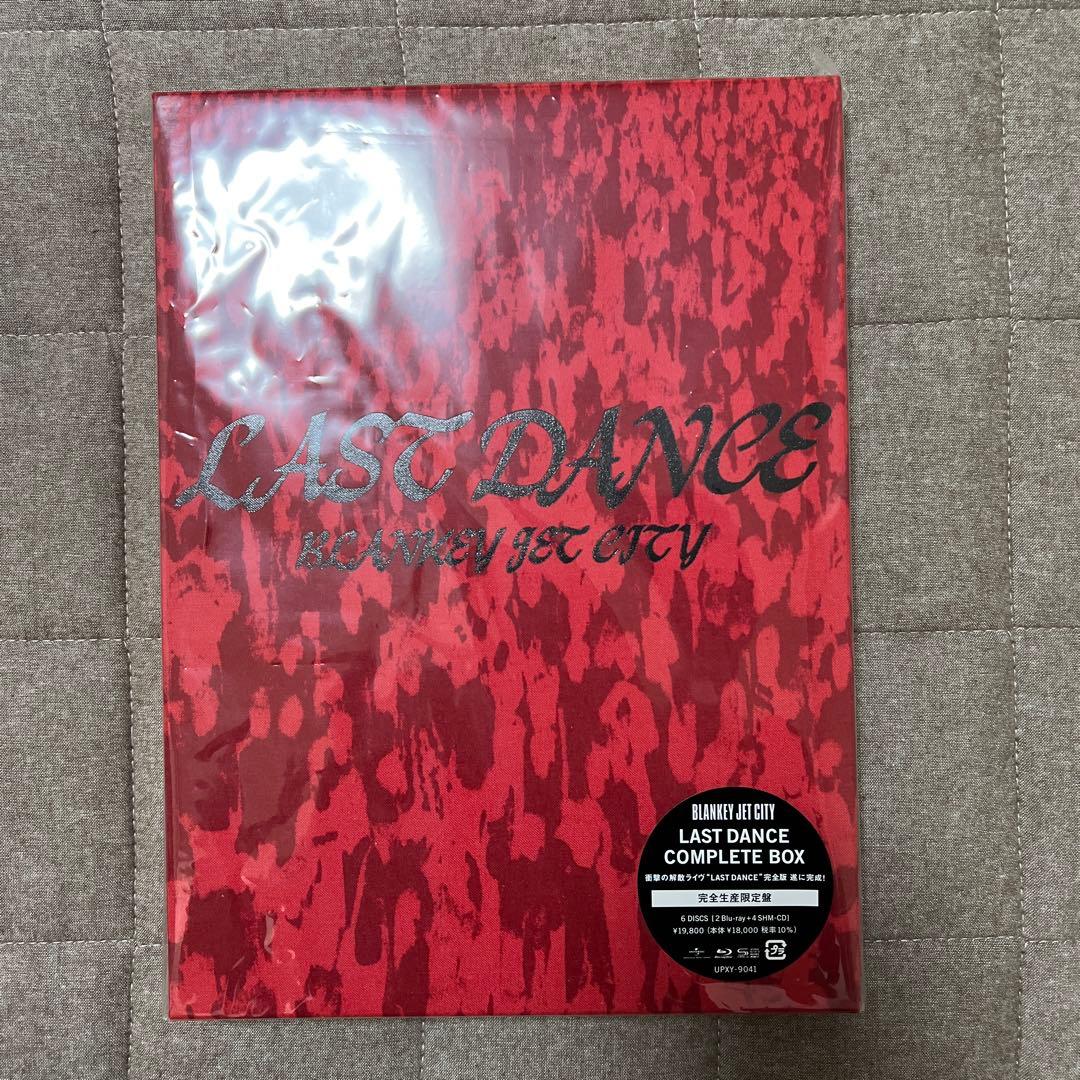 LAST DANCE
BLANKEY JET CITY
BLANKEY JET CITY
LAST DANCE
COMPLETE BOX
衝撃の解散ライヴ“LAST DANCE”完全版 遂に完成!
完全生産限定盤
6 DISCS [2 Blu-ray+4 SHM-CD]
¥19,800 (本体 ¥18,000 税率10%)
プラ
UPXY-9041